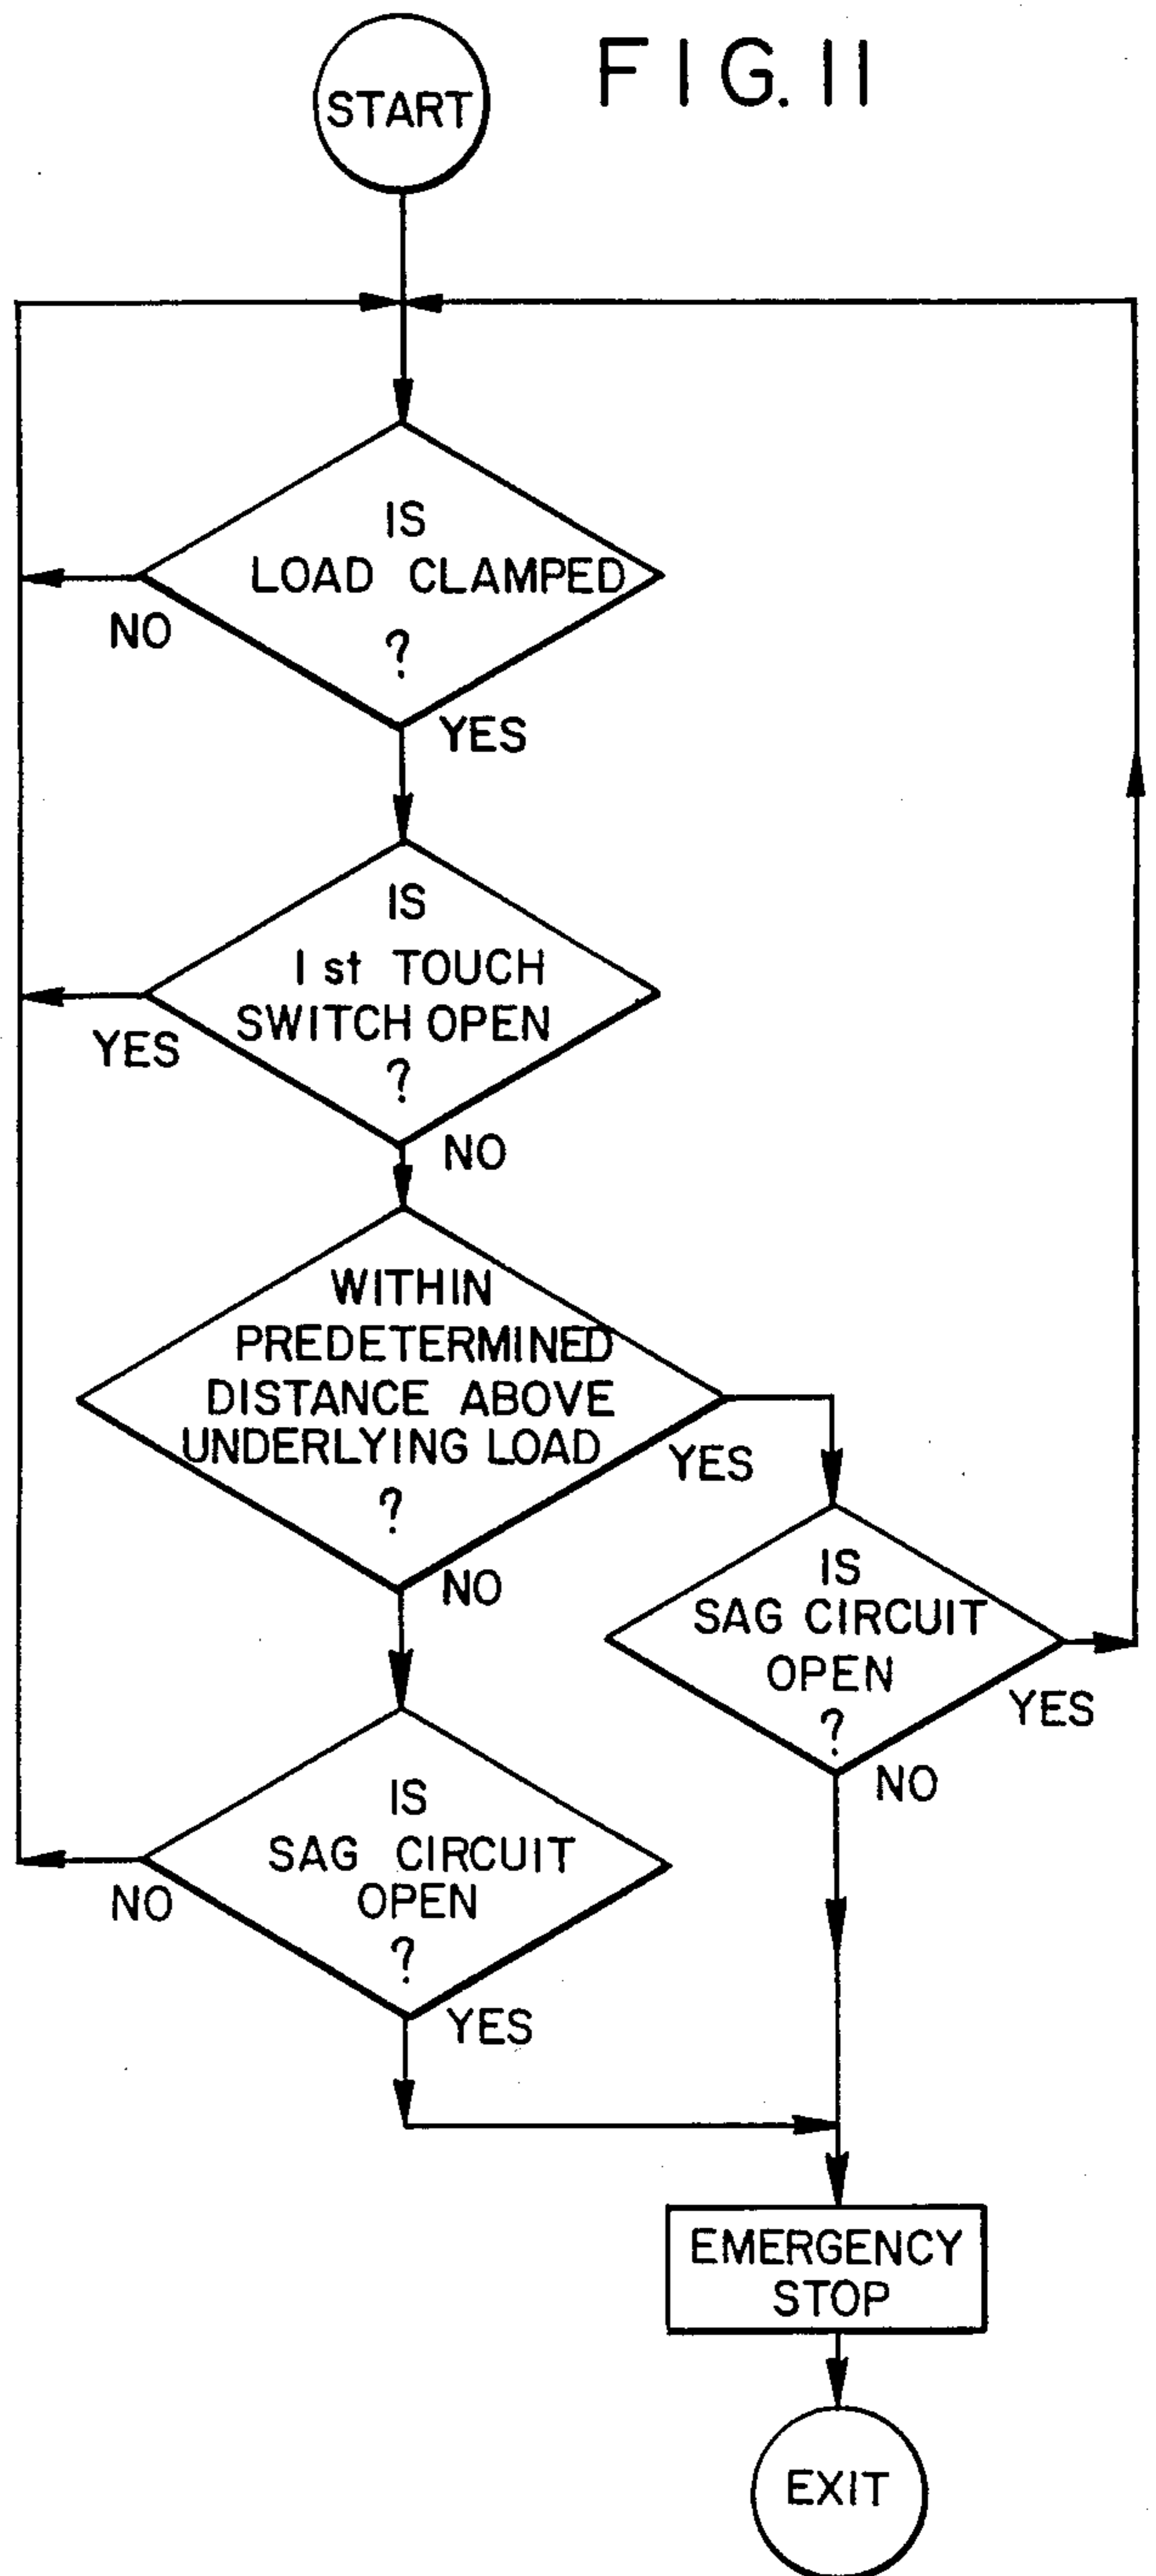 FIG. 11
START
IS
LOAD CLAMPED
?
NO
YES
IS
1st TOUCH
SWITCH OPEN
?
YES
NO
WITHIN
PREDETERMINED
DISTANCE ABOVE
UNDERLYING LOAD
?
YES
NO
IS
SAG CIRCUIT
OPEN
?
YES
NO
IS
SAG CIRCUIT
OPEN
?
NO
YES
EMERGENCY
STOP
EXIT